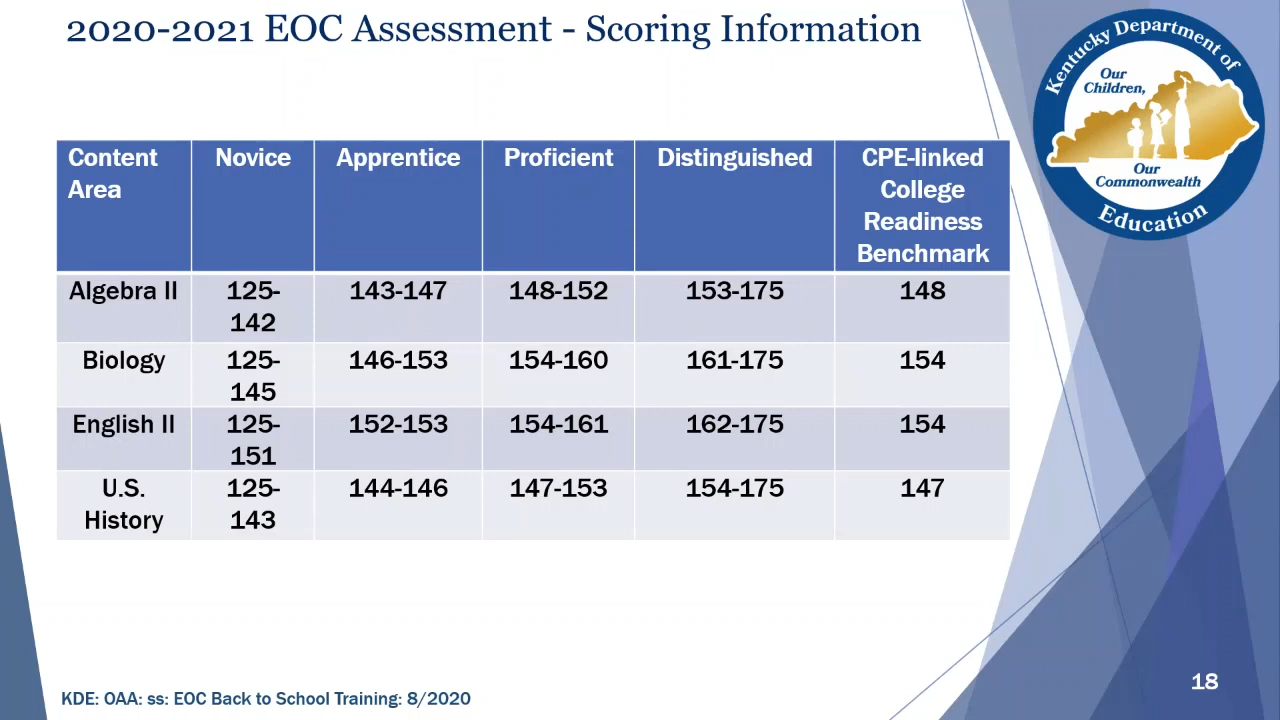 2020-2021 EOC Assessment - Scoring Information
Kentucky Department of
Our
Children,
Our
Commonwealth
Education
Content
Area
Novice
Apprentice
Proficient
Distinguished
CPE-linked
College
Readiness
Benchmark
Algebra II
125-
142
143-147
148-152
153-175
148
Biology
125-
145
146-153
154-160
161-175
154
English II
125-
151
152-153
154-161
162-175
154
U.S.
History
125-
143
144-146
147-153
154-175
147
KDE: OAA: ss: EOC Back to School Training: 8/2020
18